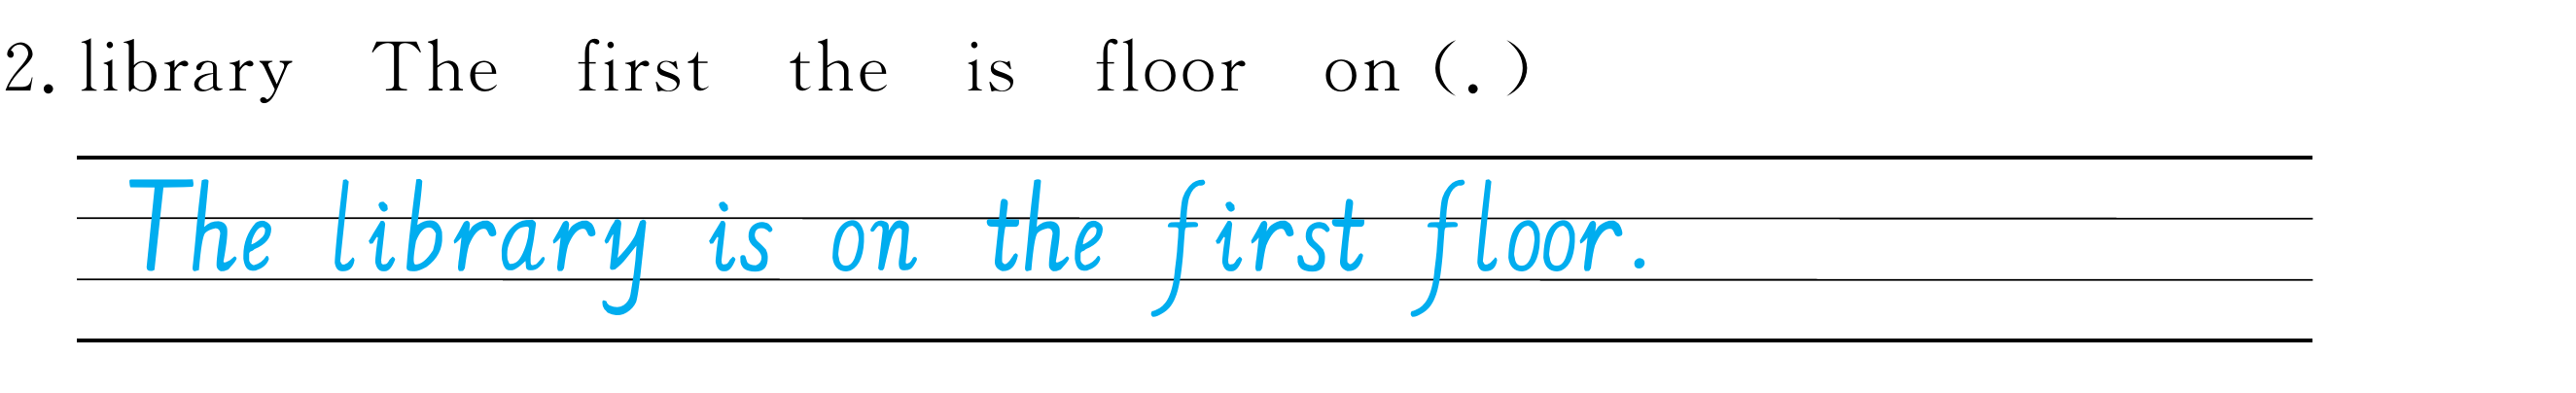 2. library The first the is floor on (.)
The library is on the first floor.